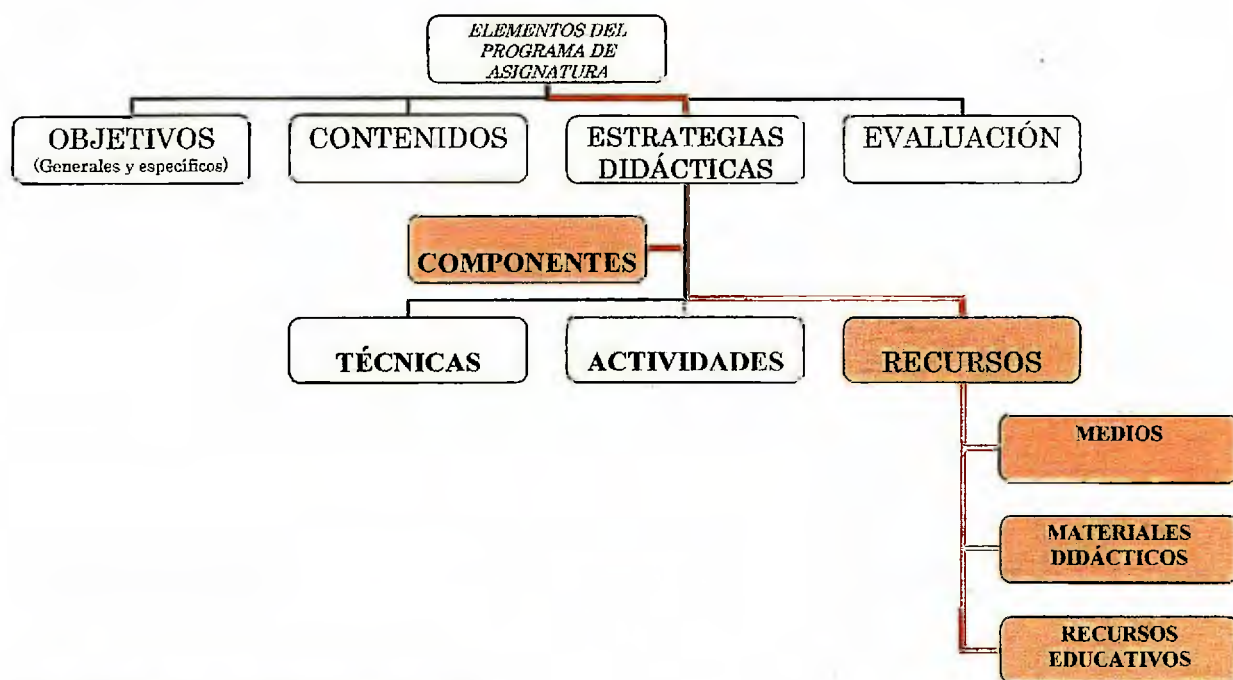 ELEMENTOS DEL
PROGRAMA DE
ASIGNATURA
OBJETIVOS
(Generales y específicos)
CONTENIDOS
ESTRATEGIAS
DIDÁCTICAS
EVALUACIÓN
COMPONENTES
TÉCNICAS
ACTIVIDADES
RECURSOS
MEDIOS
MATERIALES
DIDÁCTICOS
RECURSOS
EDUCATIVOS